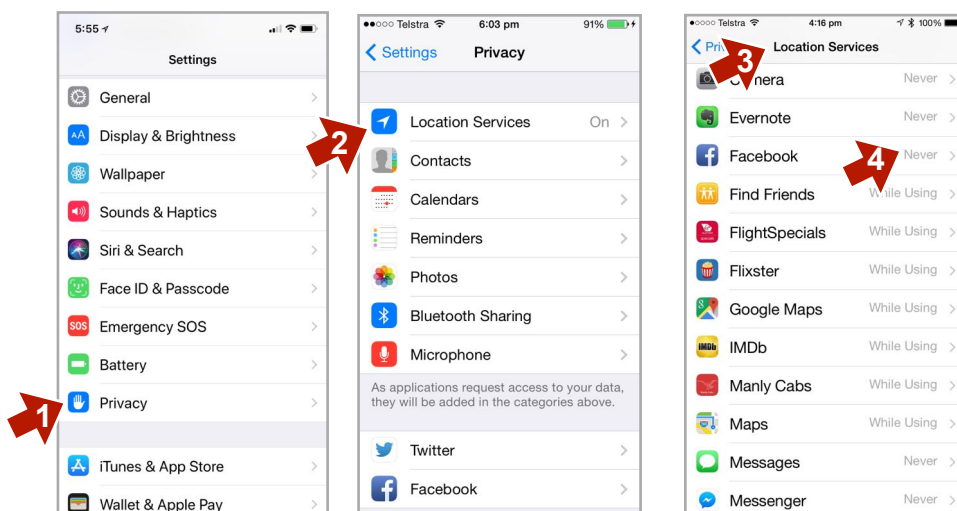 5:55
Settings
General
Display & Brightness
Wallpaper
Sounds & Haptics
Siri & Search
Face ID & Passcode
SOS Emergency SOS
Battery
1 Privacy
iTunes & App Store
Wallet & Apple Pay
Telstra 6:03 pm 91%
Settings Privacy
2 Location Services On
Contacts
Calendars
Reminders
Photos
Bluetooth Sharing
Microphone
As applications request access to your data,
they will be added in the categories above.
Twitter
Facebook
Telstra 4:16 pm 100%
3 Location Services
Never
Evernote Never
Facebook 4 Never
Find Friends While Using
FlightSpecials While Using
Flixster While Using
Google Maps While Using
IMDb IMDb While Using
Manly Cabs While Using
Maps While Using
Messages Never
Messenger Never